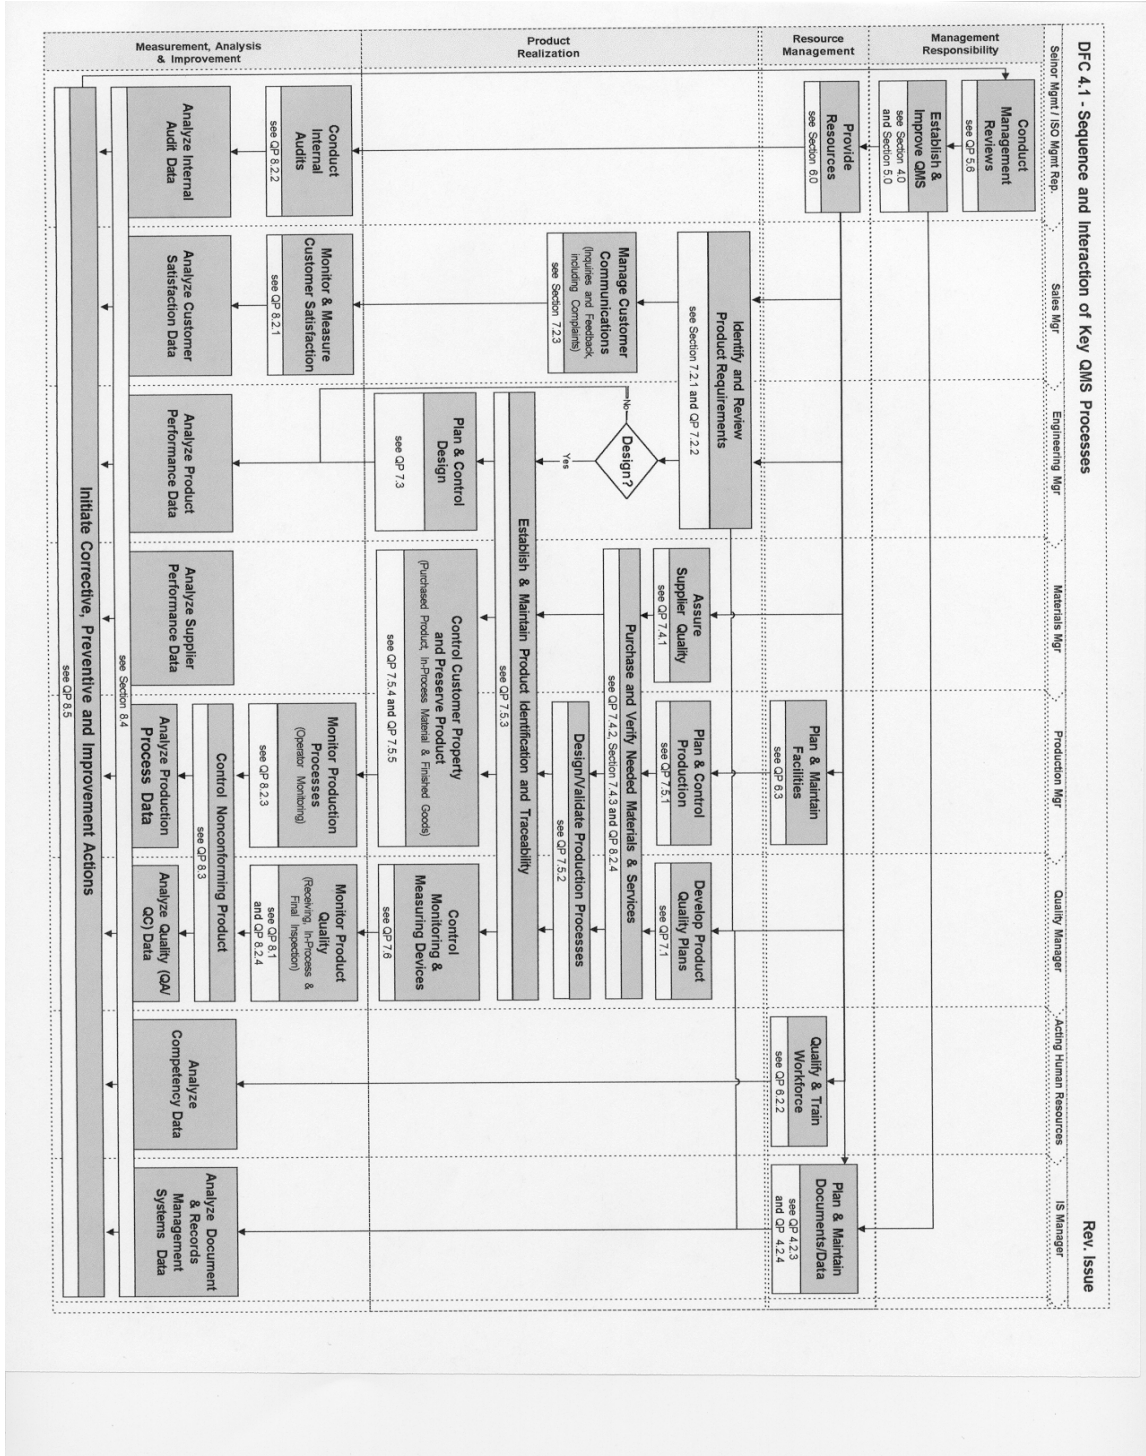 DFC 4.1 - Sequence and Interaction of Key QMS Processes
Rev. Issue
Seinor Mgmt / ISO Mgmt Rep.
Sales Mgr
Engineering Mgr
Materials Mgr
Production Mgr
Quality Manager
Acting Human Resources
IS Manager
Management
Responsibility
Conduct
Management
Reviews
see QP 5.6
Establish &
Improve QMS
see Section 4.0
and Section 5.0
Resource
Management
Provide
Resources
see Section 6.0
Plan & Maintain
Facilities
see QP 6.3
Qualify & Train
Workforce
see QP 6.2.2
Plan & Maintain
Documents/Data
see QP 4.2.3
and QP 4.2.4
Product
Realization
Identify and Review
Product Requirements
see Section 7.2.1 and QP 7.2.2
Manage Customer
Communications
(Inquiries and Feedback,
including Complaints)
see Section 7.2.3
Design?
No
Yes
Assure
Supplier Quality
see QP 7.4.1
Plan & Control
Production
see QP 7.5.1
Develop Product
Quality Plans
see QP 7.1
Purchase and Verify Needed Materials & Services
see QP 7.4.2, Section 7.4.3 and QP 8.2.4
Design/Validate Production Processes
see QP 7.5.2
Establish & Maintain Product Identification and Traceability
see QP 7.5.3
Plan & Control
Design
see QP 7.3
Control Customer Property
and Preserve Product
(Purchased Product, In-Process Material & Finished Goods)
see QP 7.5.4 and QP 7.5.5
Control
Monitoring &
Measuring Devices
see QP 7.6
Measurement, Analysis
& Improvement
Conduct
Internal
Audits
see QP 8.2.2
Monitor & Measure
Customer Satisfaction
see QP 8.2.1
Monitor Production
Processes
(Operator Monitoring)
see QP 8.2.3
Monitor Product
Quality
(Receiving, In-Process &
Final Inspection)
see QP 8.1
and QP 8.2.4
Control Nonconforming Product
see QP 8.3
Analyze Internal
Audit Data
Analyze Customer
Satisfaction Data
Analyze Product
Performance Data
Analyze Supplier
Performance Data
Analyze Production
Process Data
Analyze Quality (QA/
QC) Data
Analyze
Competency Data
Analyze Document
& Records
Management
Systems Data
see Section 8.4
Initiate Corrective, Preventive and Improvement Actions
see QP 8.5